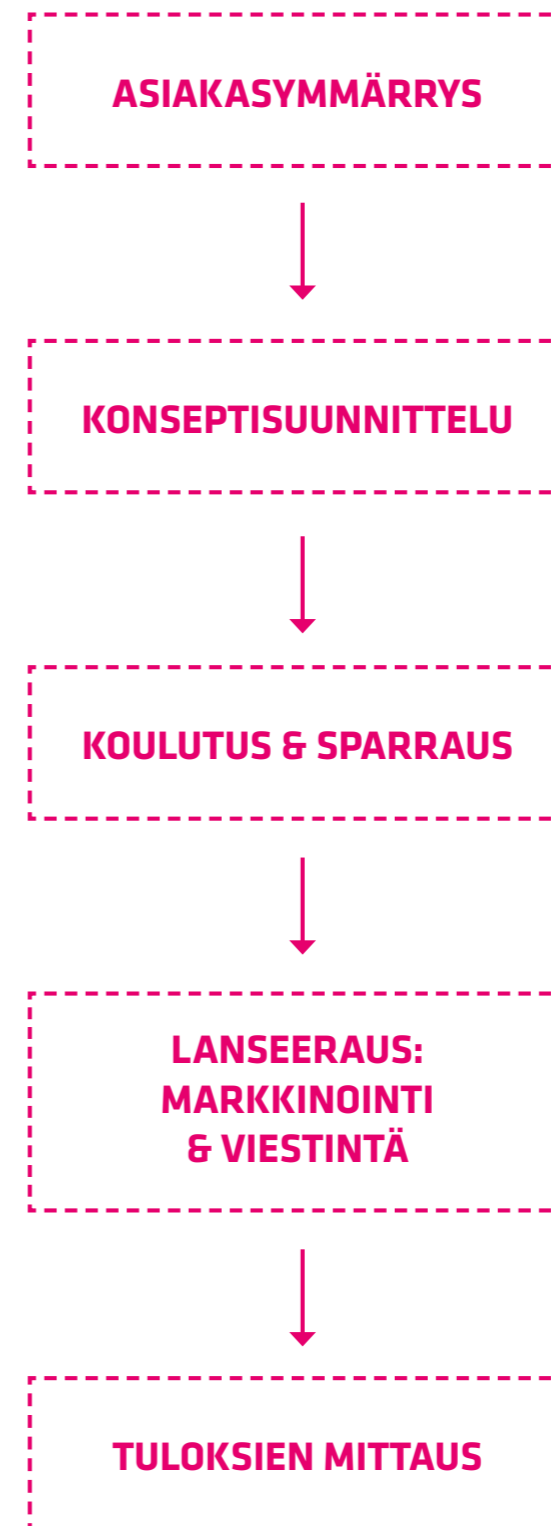 ASIAKASYMMÄRRYS
KONSEPTISUUNNITTELU
KOULUTUS & SPARRAUS
LANSEERAUS:
MARKKINOINTI
& VIESTINTÄ
TULOKSIEN MITTAUS